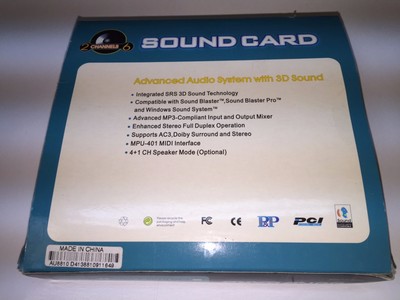 2 CHANNELS 6
SOUND CARD
Advanced Audio System with 3D Sound
• Integrated SRS 3D Sound Technology
• Compatible with Sound Blaster™,Sound Blaster Pro™
and Windows Sound System™
• Advanced MP3-Compliant Input and Output Mixer
• Enhanced Stereo Full Duplex Operation
• Supports AC3,Dolby Surround and Stereo
• MPU-401 MIDI Interface
• 4+1 CH Speaker Mode (Optional)
CE
P&P
PCI
MADE IN CHINA